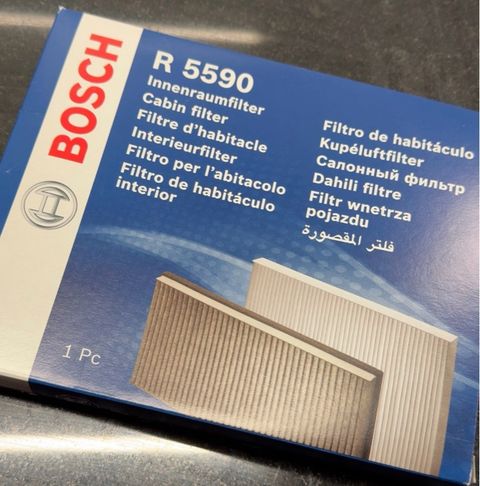 BOSCH
R 5590
Innenraumfilter
Cabin filter
Filtre d'habitacle
Interieurfilter
Filtro per l'abitacolo
Filtro de habitáculo
interior
Filtro de habitáculo
Kupéluftfilter
Салонный фильтр
Dahili filtre
Filtr wnetrza
pojazdu
فلتر المقصورة
1 Pc